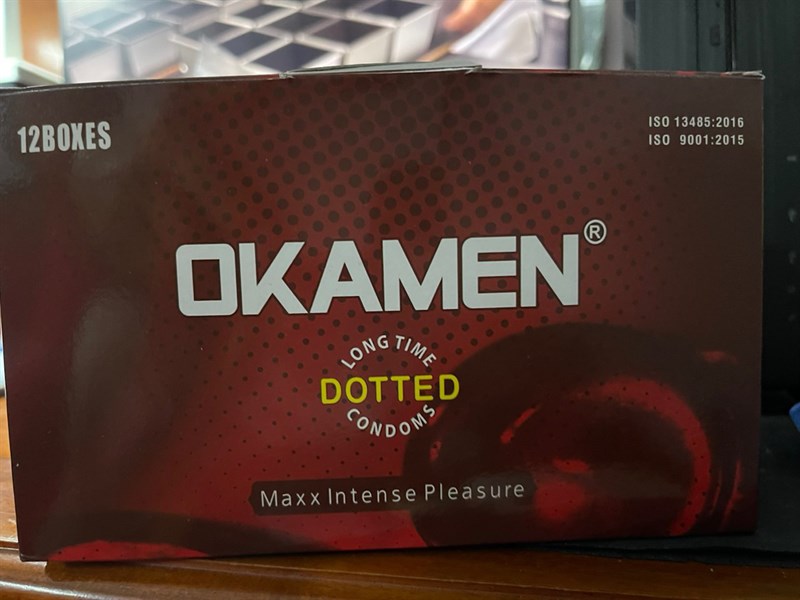 12BOXES
ISO 13485:2016
ISO 9001:2015
OKAMEN®
LONG TIME
DOTTED
CONDOMS
Maxx Intense Pleasure